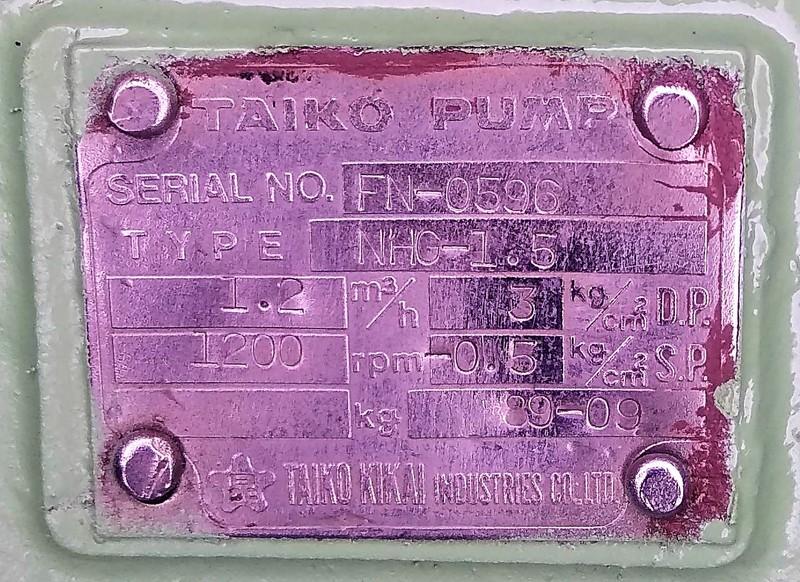 TAIKO PUMP
SERIAL NO. FN-0596
TYPE NHC-1.5
1.2 m³/h 3 kg/cm² D.P.
1200 rpm -0.5 kg/cm² S.P.
kg 89-09
TAIKO KIKAI INDUSTRIES CO., LTD.